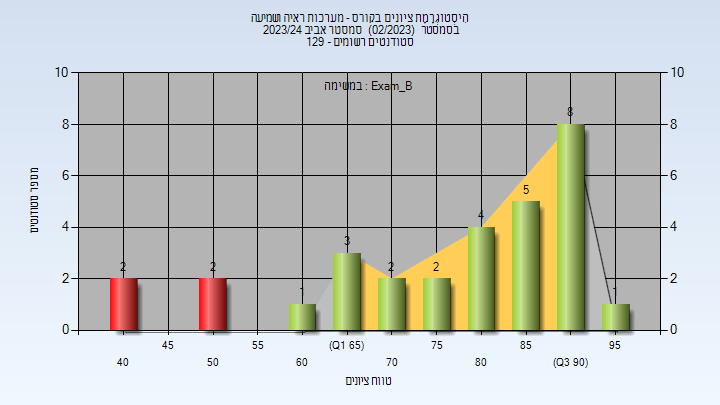 הִיסְטוֹגְרָמַת ציונים בקורס - מערכות ראיה ושמיעה
בסמסטר (02/2023) סמסטר אביב 2023/24
סטודנטים רשומים - 129
במשימה : Exam_B
מספר סטודנטים
10 10
8 8
6 6
4 4
2 2
0 0
2 2 1 3 2 2 4 5 8 1
45 55 (Q1 65) 75 85 95
40 50 60 70 80 (Q3 90)
טווח ציונים